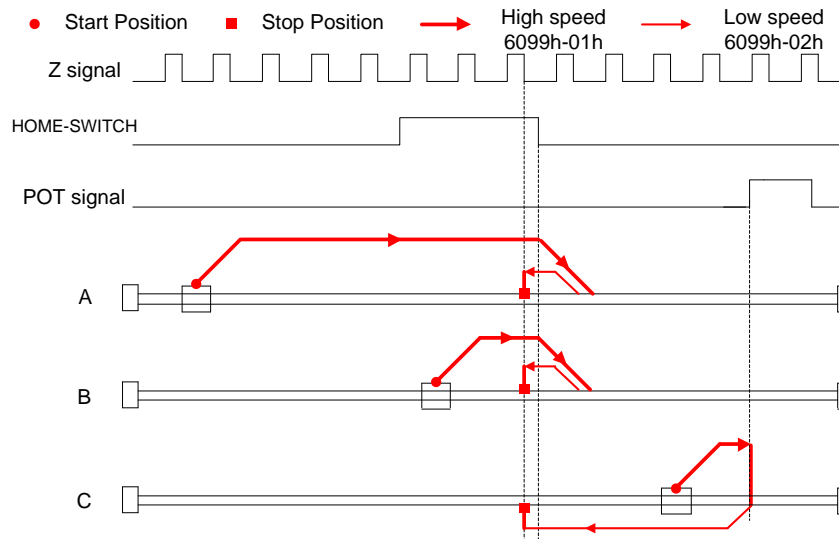 Start Position Stop Position High speed Low speed
6099h-01h 6099h-02h
Z signal
HOME-SWITCH
POT signal
A
B
C